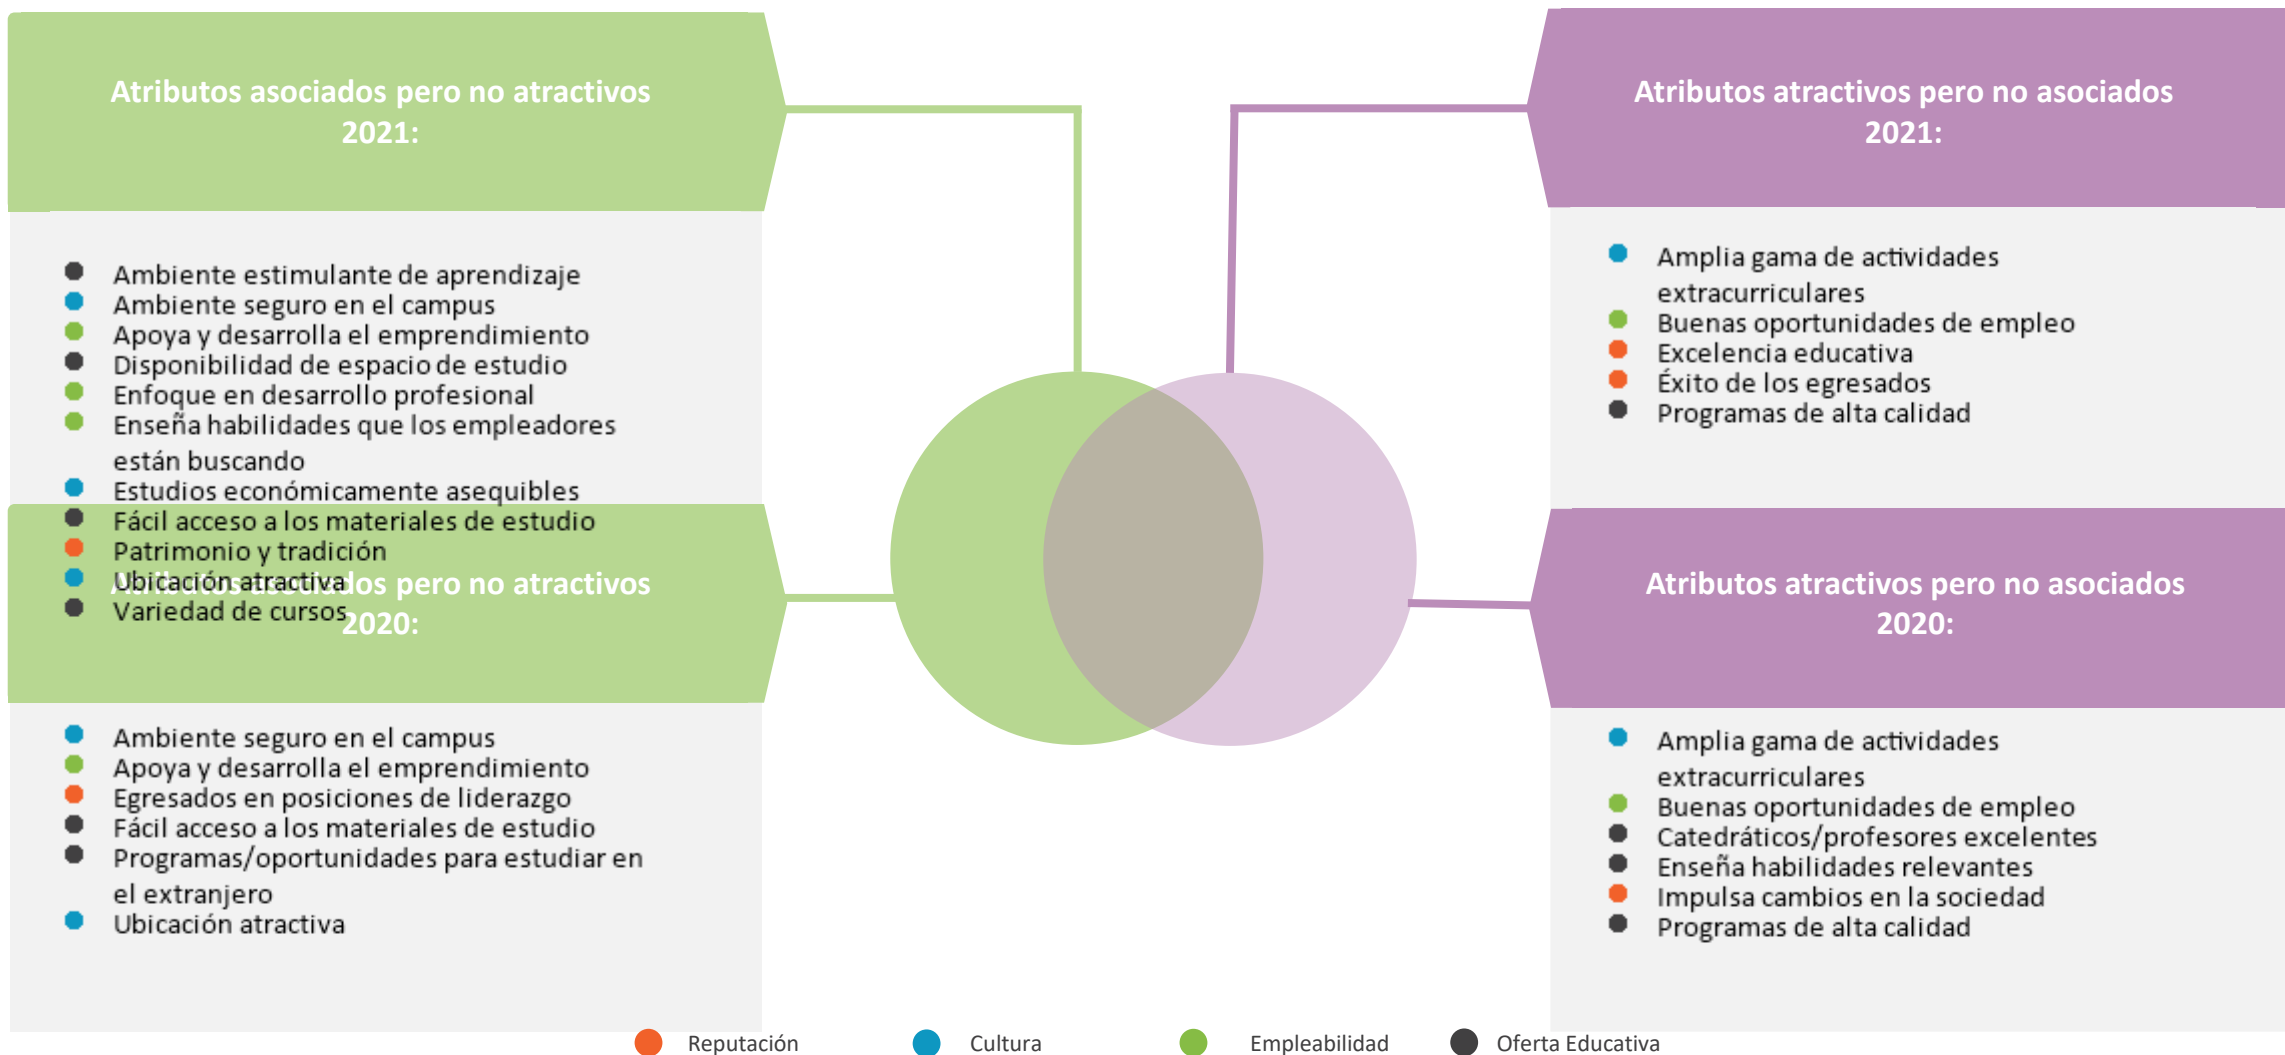 Atributos asociados pero no atractivos
2021:
Ambiente estimulante de aprendizaje
Ambiente seguro en el campus
Apoya y desarrolla el emprendimiento
Disponibilidad de espacio de estudio
Enfoque en desarrollo profesional
Enseña habilidades que los empleadores
están buscando
Estudios económicamente asequibles
Fácil acceso a los materiales de estudio
Patrimonio y tradición
Ubicación atractiva
Variedad de cursos
Atributos asociados pero no atractivos
2020:
Ambiente seguro en el campus
Apoya y desarrolla el emprendimiento
Egresados en posiciones de liderazgo
Fácil acceso a los materiales de estudio
Programas/oportunidades para estudiar en
el extranjero
Ubicación atractiva
Atributos atractivos pero no asociados
2021:
Amplia gama de actividades
extracurriculares
Buenas oportunidades de empleo
Excelencia educativa
Éxito de los egresados
Programas de alta calidad
Atributos atractivos pero no asociados
2020:
Amplia gama de actividades
extracurriculares
Buenas oportunidades de empleo
Catedráticos/profesores excelentes
Enseña habilidades relevantes
Impulsa cambios en la sociedad
Programas de alta calidad
Reputación
Cultura
Empleabilidad
Oferta Educativa